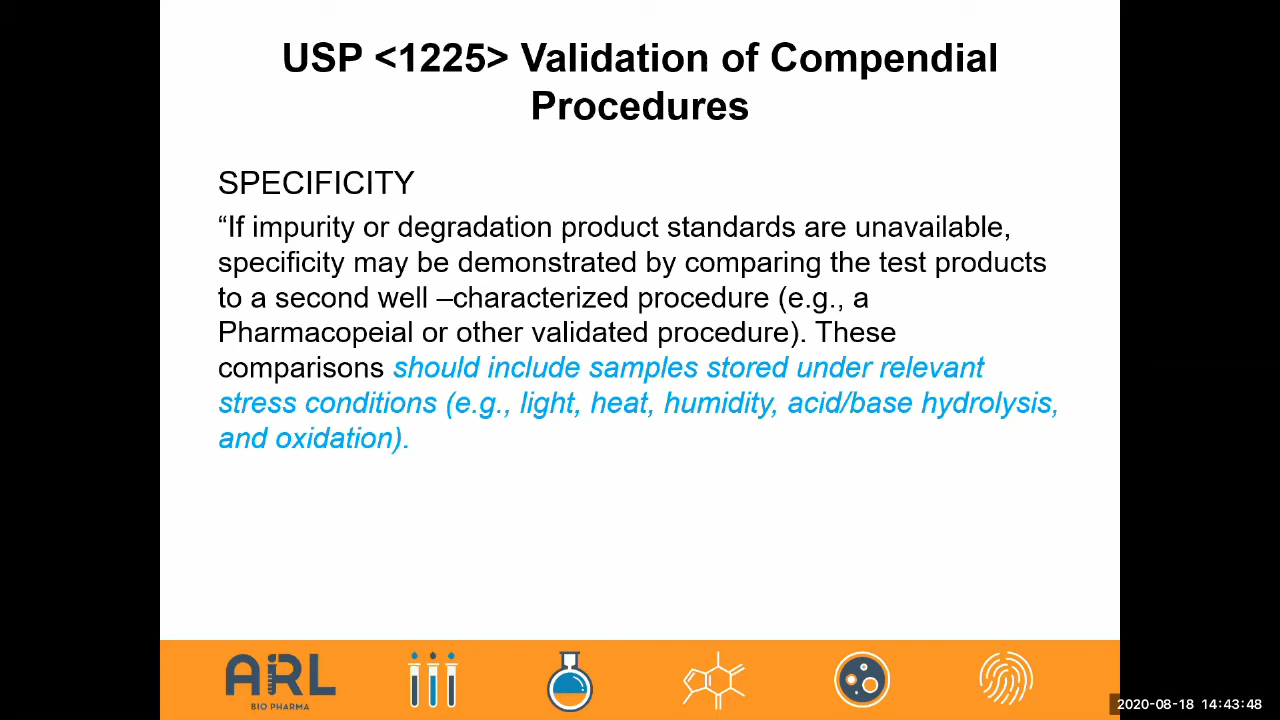 USP <1225> Validation of Compendial
Procedures
SPECIFICITY
“If impurity or degradation product standards are unavailable,
specificity may be demonstrated by comparing the test products
to a second well –characterized procedure (e.g., a
Pharmacopeial or other validated procedure). These
comparisons should include samples stored under relevant
stress conditions (e.g., light, heat, humidity, acid/base hydrolysis,
and oxidation).
ARL
BIO PHARMA
2020-08-18 14:43:48